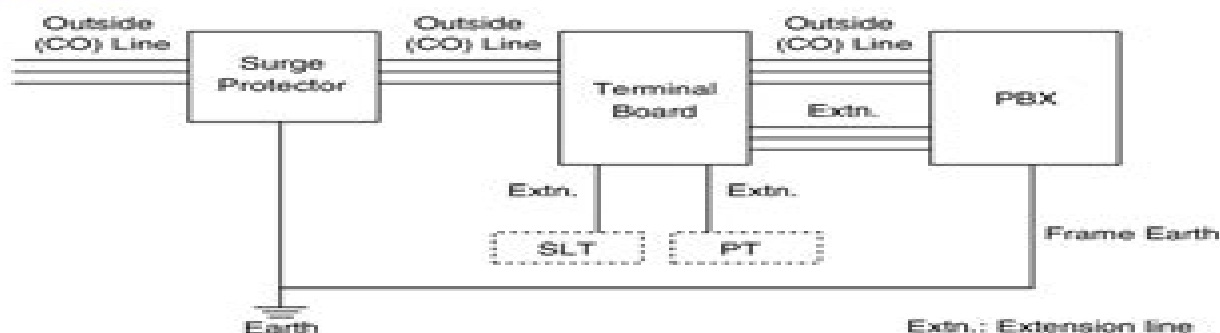 Outside
(CO) Line
Outside
(CO) Line
Outside
(CO) Line
Surge
Protector
Terminal
Board
PBX
Extn.
Extn.
Extn.
SLT
PT
Frame Earth
Earth
Extn.: Extension line